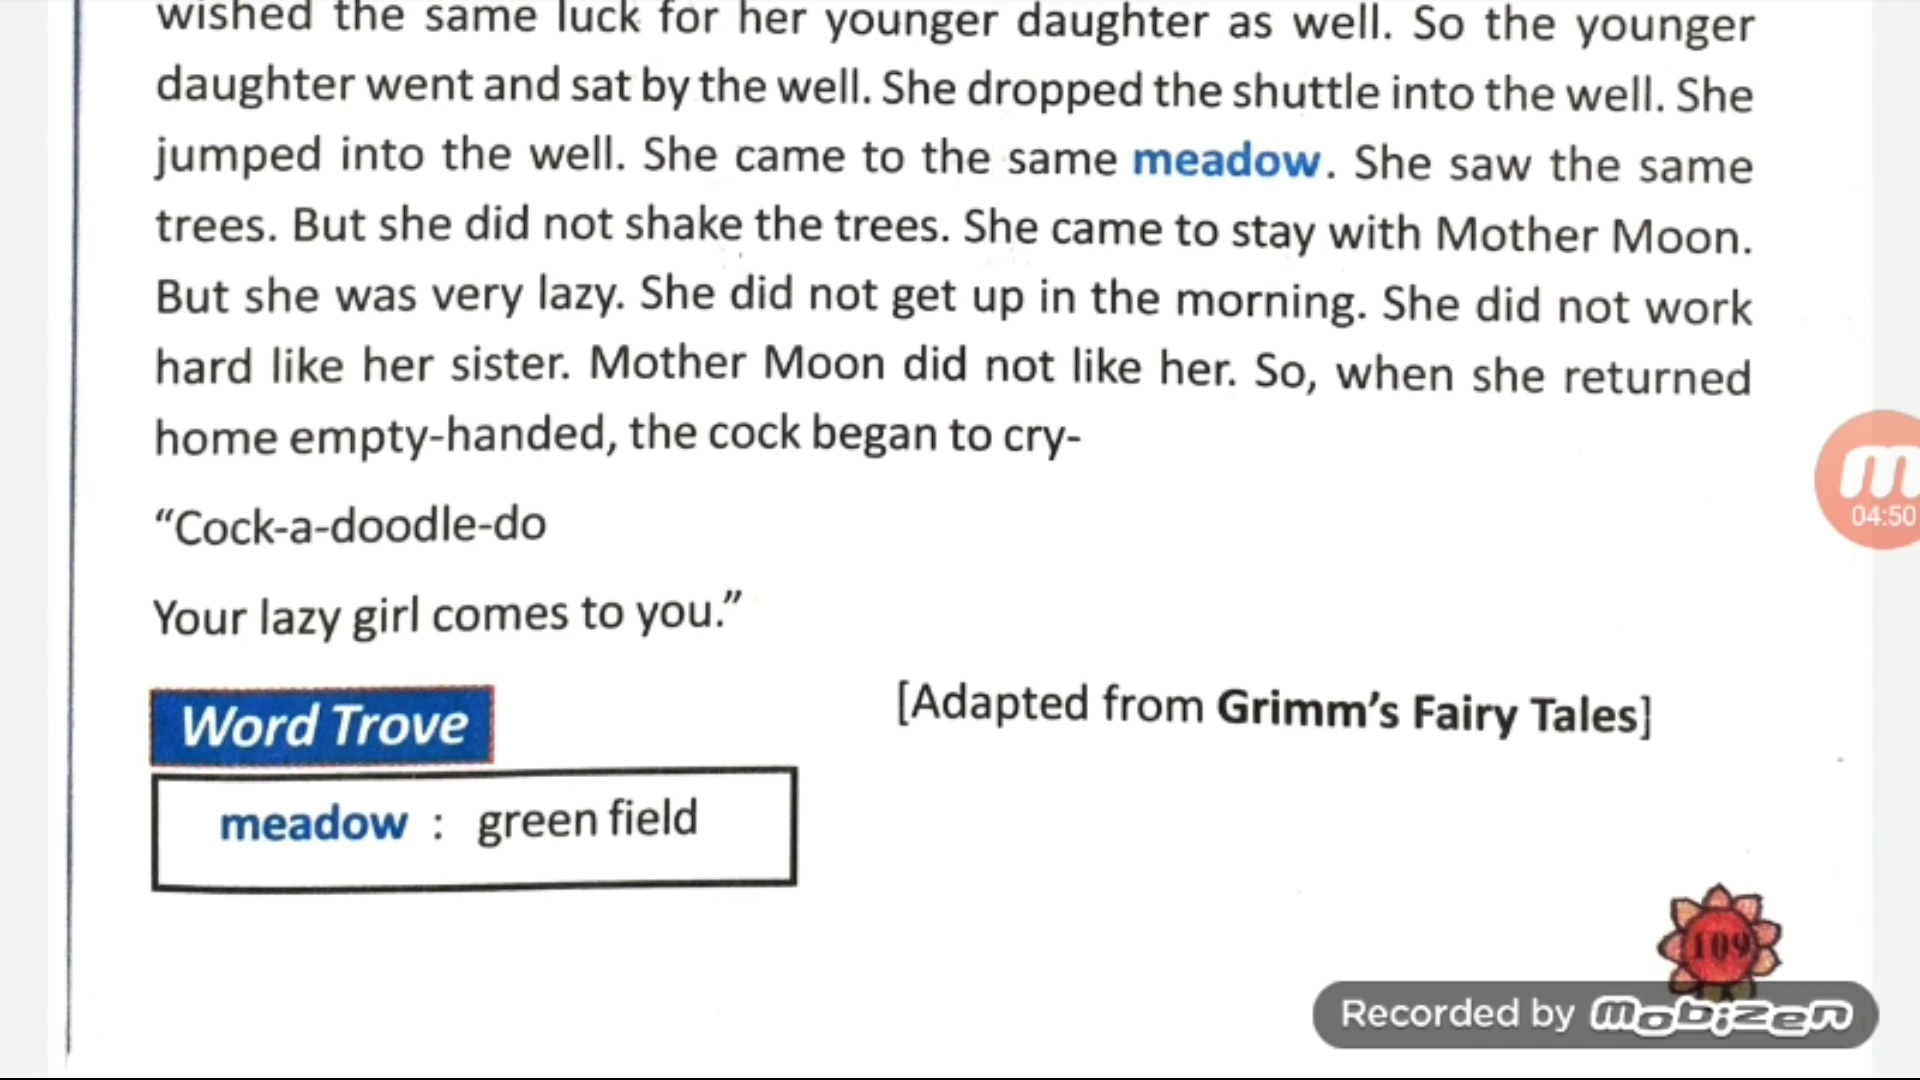 wished the same luck for her younger daughter as well. So the younger
daughter went and sat by the well. She dropped the shuttle into the well. She
jumped into the well. She came to the same meadow. She saw the same
trees. But she did not shake the trees. She came to stay with Mother Moon.
But she was very lazy. She did not get up in the morning. She did not work
hard like her sister. Mother Moon did not like her. So, when she returned
home empty-handed, the cock began to cry-
“Cock-a-doodle-do
Your lazy girl comes to you.”
[Adapted from Grimm’s Fairy Tales]
Word Trove
meadow : green field
109
m
04:50
Recorded by mobizen